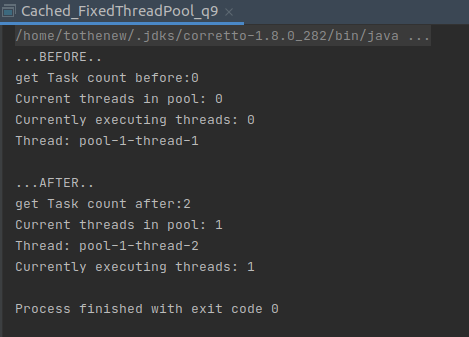 Cached_FixedThreadPool_q9
/home/tothenew/.jdks/corretto-1.8.0_282/bin/java ...
...BEFORE..
get Task count before:0
Current threads in pool: 0
Currently executing threads: 0
Thread: pool-1-thread-1
...AFTER..
get Task count after:2
Current threads in pool: 1
Thread: pool-1-thread-2
Currently executing threads: 1
Process finished with exit code 0